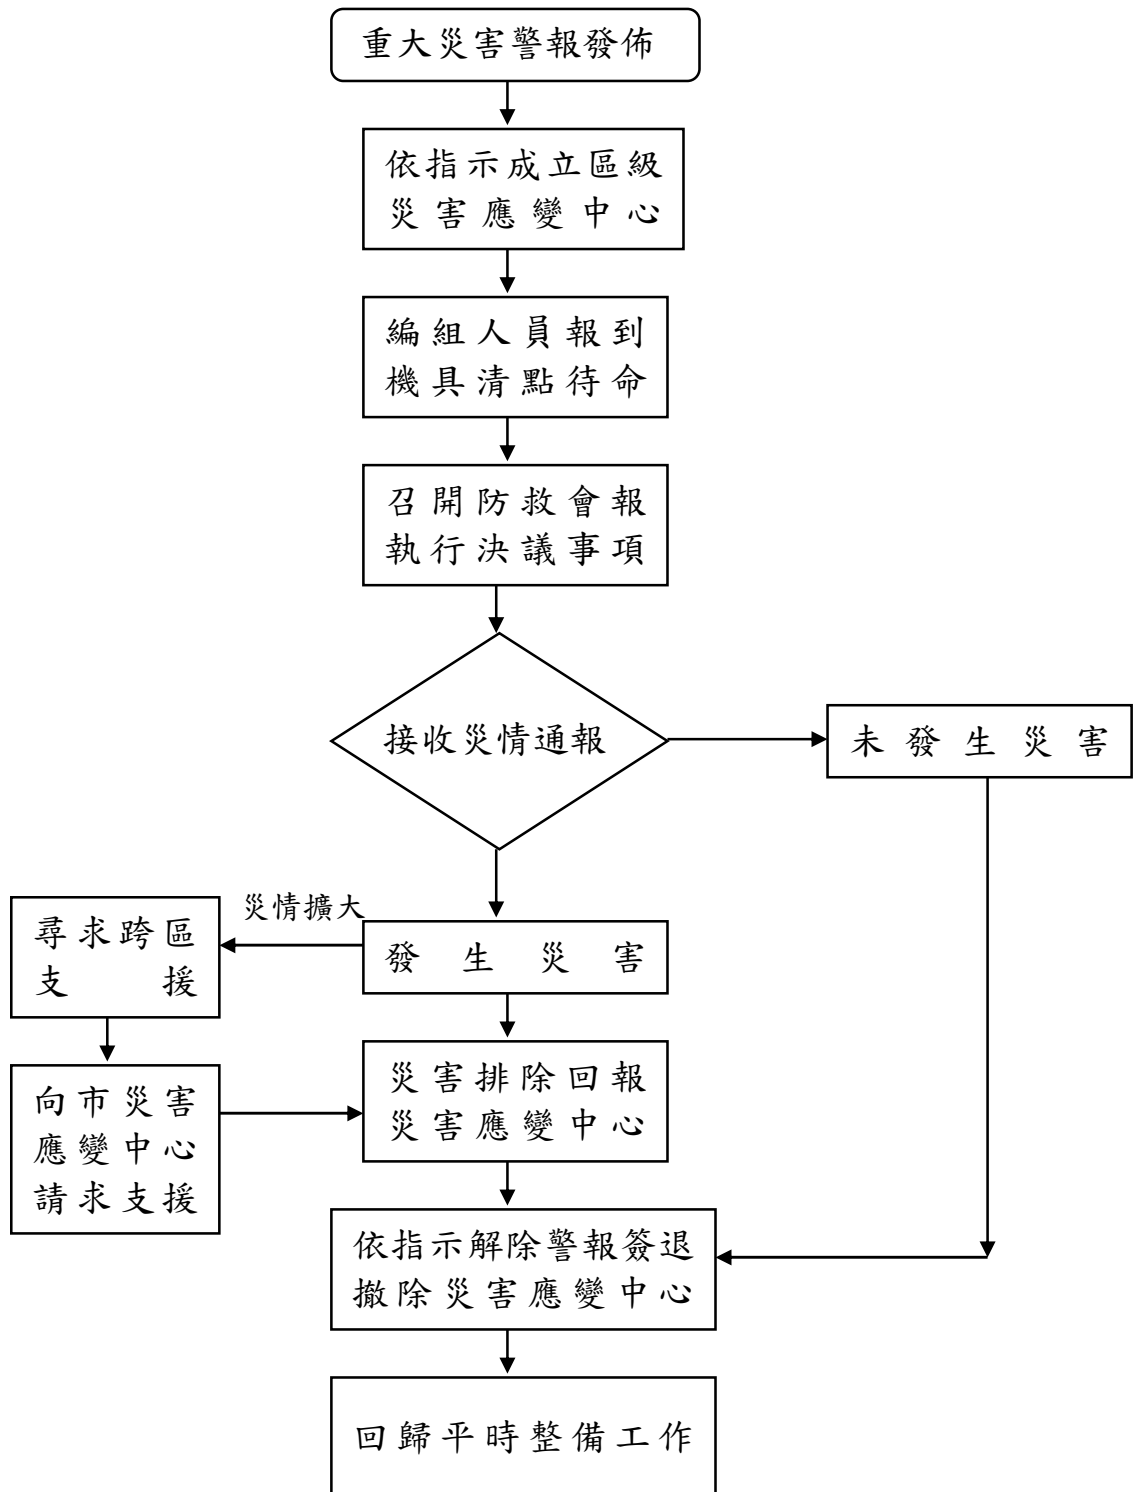 重大災害警報發佈
依指示成立區級
災害應變中心
編組人員報到
機具清點待命
召開防救會報
執行決議事項
接收災情通報
未發生災害
災情擴大
發生災害
尋求跨區
支援
向市災害
應變中心
請求支援
災害排除回報
災害應變中心
依指示解除警報簽退
撤除災害應變中心
回歸平時整備工作